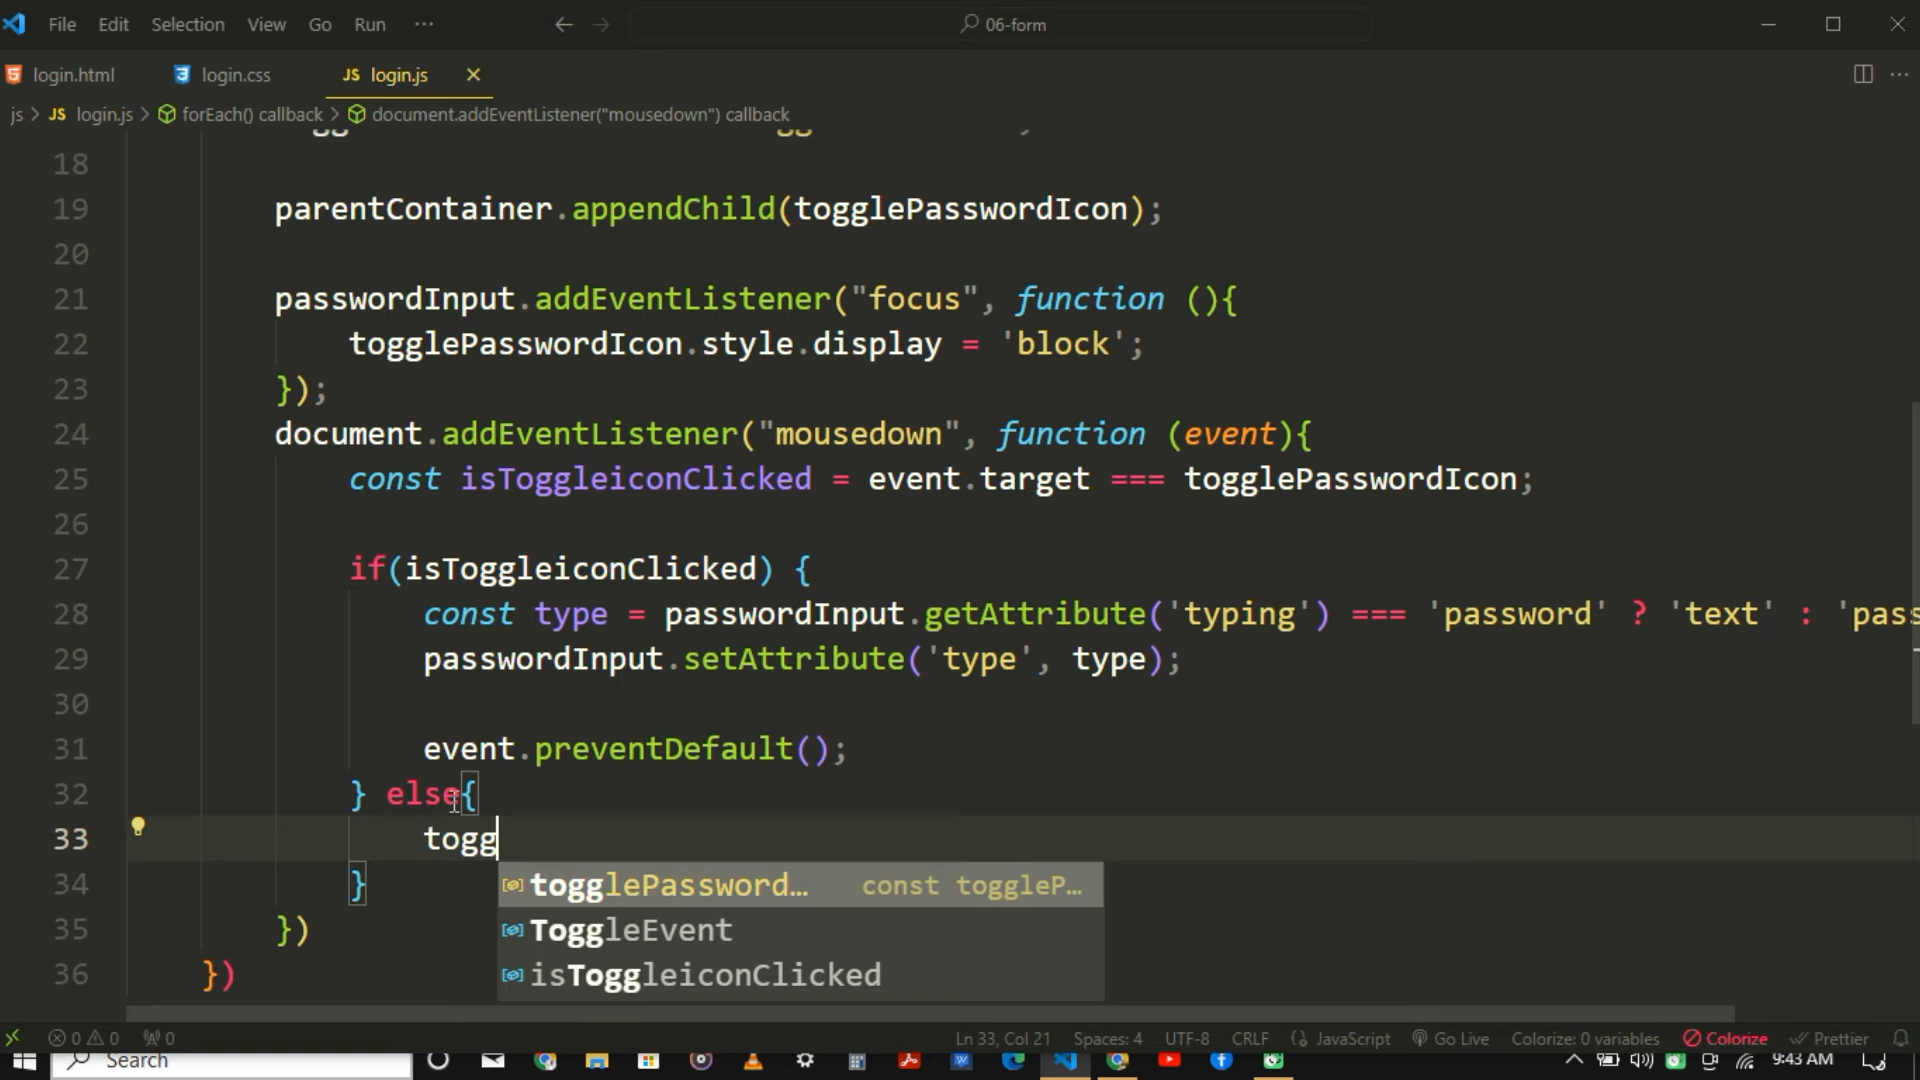 File Edit Selection View Go Run ··· 06-form
login.html login.css JS login.js
js > JS login.js > forEach() callback > document.addEventListener("mousedown") callback
18
19 parentContainer.appendChild(togglePasswordIcon);
20
21 passwordInput.addEventListener("focus", function (){
22 togglePasswordIcon.style.display = 'block';
23 });
24 document.addEventListener("mousedown", function (event){
25 const isToggleiconClicked = event.target === togglePasswordIcon;
26
27 if(isToggleiconClicked) {
28 const type = passwordInput.getAttribute('typing') === 'password' ? 'text' : 'pass
29 passwordInput.setAttribute('type', type);
30
31 event.preventDefault();
32 } else{
33 togg
34 }
togglePassword… const toggleP…
35 })
ToggleEvent
36 })
isToggleiconClicked
0 0 0 Ln 33, Col 21 Spaces: 4 UTF-8 CRLF JavaScript Go Live Colorize: 0 variables Colorize Prettier
Search 9:43 AM